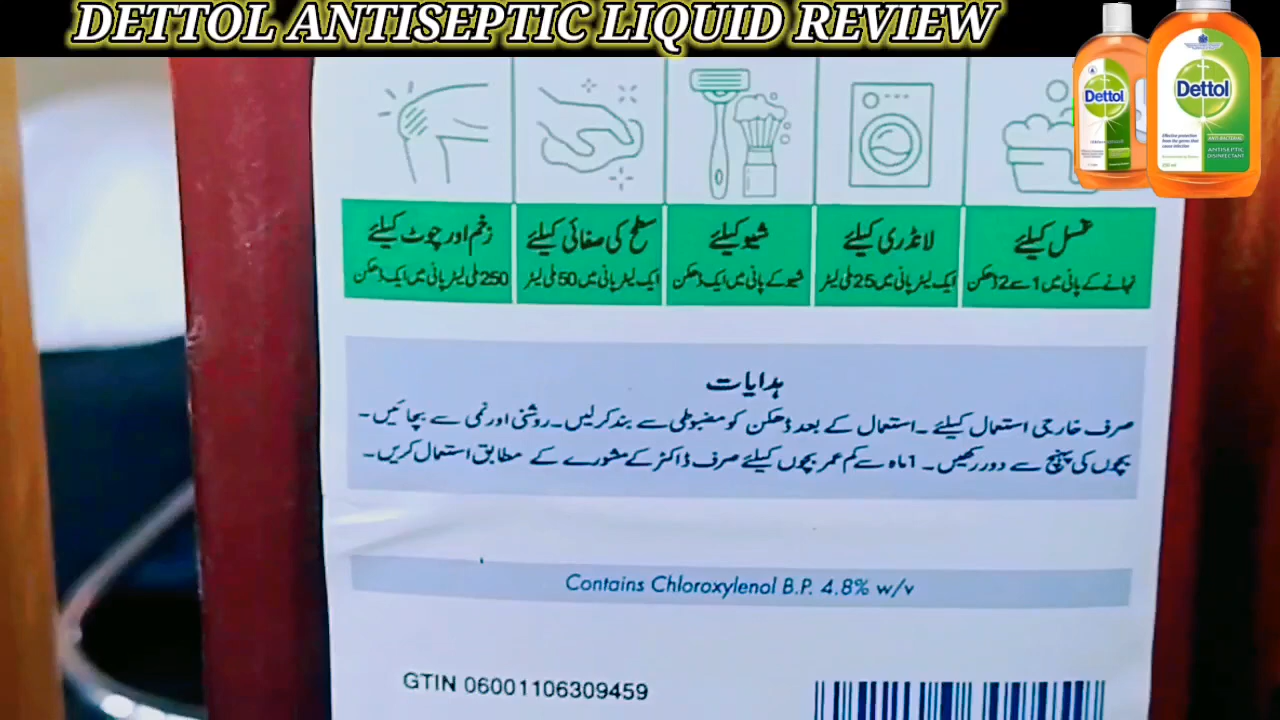 DETTOL ANTISEPTIC LIQUID REVIEW
Dettol
Dettol
ANTISEPTIC
DISINFECTANT
غسل کیلئے
نہانے کے پانی میں 1 سے 2 ڈھکن
لانڈری کیلئے
ایک لیٹر پانی میں 25 ملی لیٹر
شیو کیلئے
شیو کے پانی میں ایک ڈھکن
سطح کی صفائی کیلئے
ایک لیٹر پانی میں 50 ملی لیٹر
زخم اور چوٹ کیلئے
250 ملی لیٹر پانی میں ایک ڈھکن
ہدایات
صرف خارجی استعمال کیلئے ۔ استعمال کے بعد ڈھکن کو مضبوطی سے بند کرلیں ۔ روشنی اور نمی سے بچائیں ۔
بچوں کی پہنچ سے دور رکھیں ۔ 1 ماہ سے کم عمر بچوں کیلئے صرف ڈاکٹر کے مشورے کے مطابق استعمال کریں ۔
Contains Chloroxylenol B.P. 4.8% w/v
GTIN 06001106309459